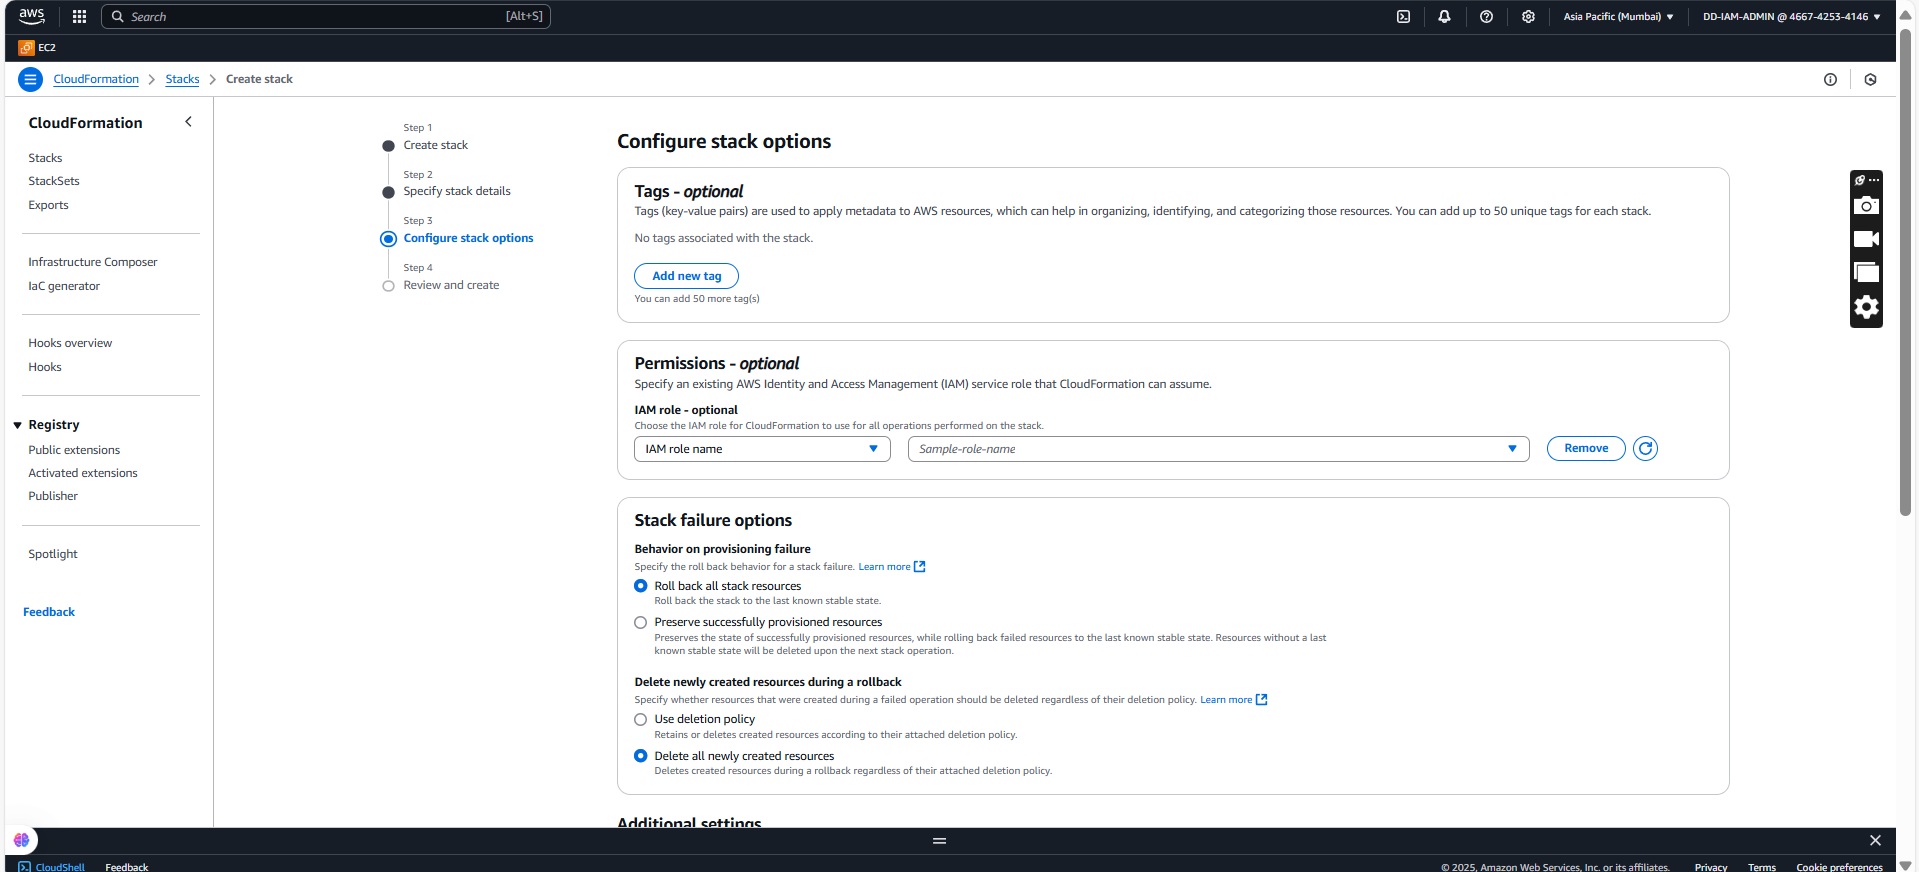 aws
Search
[Alt+S]
Asia Pacific (Mumbai)
DD-IAM-ADMIN @ 4667-4253-4146
EC2
CloudFormation
Stacks
Create stack
CloudFormation
Stacks
StackSets
Exports
Infrastructure Composer
IaC generator
Hooks overview
Hooks
Registry
Public extensions
Activated extensions
Publisher
Spotlight
Feedback
Step 1
Create stack
Step 2
Specify stack details
Step 3
Configure stack options
Step 4
Review and create
Configure stack options
Tags - optional
Tags (key-value pairs) are used to apply metadata to AWS resources, which can help in organizing, identifying, and categorizing those resources. You can add up to 50 unique tags for each stack.
No tags associated with the stack.
Add new tag
You can add 50 more tag(s)
Permissions - optional
Specify an existing AWS Identity and Access Management (IAM) service role that CloudFormation can assume.
IAM role - optional
Choose the IAM role for CloudFormation to use for all operations performed on the stack.
IAM role name
Sample-role-name
Remove
Stack failure options
Behavior on provisioning failure
Specify the roll back behavior for a stack failure. Learn more
Roll back all stack resources
Roll back the stack to the last known stable state.
Preserve successfully provisioned resources
Preserves the state of successfully provisioned resources, while rolling back failed resources to the last known stable state. Resources without a last
known stable state will be deleted upon the next stack operation.
Delete newly created resources during a rollback
Specify whether resources that were created during a failed operation should be deleted regardless of their deletion policy. Learn more
Use deletion policy
Retains or deletes created resources according to their attached deletion policy.
Delete all newly created resources
Deletes created resources during a rollback regardless of their attached deletion policy.
Additional settings
CloudShell
Feedback
© 2025, Amazon Web Services, Inc. or its affiliates.
Privacy
Terms
Cookie preferences